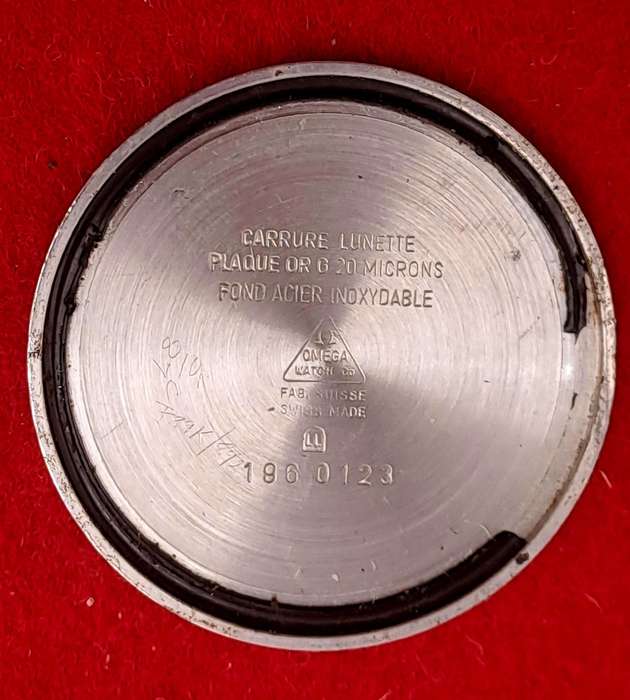 CARRURE LUNETTE
PLAQUE OR G 20 MICRONS
FOND ACIER INOXYDABLE
Ω
OMEGA
WATCH Co
FAB. SUISSE
SWISS MADE
196 0123